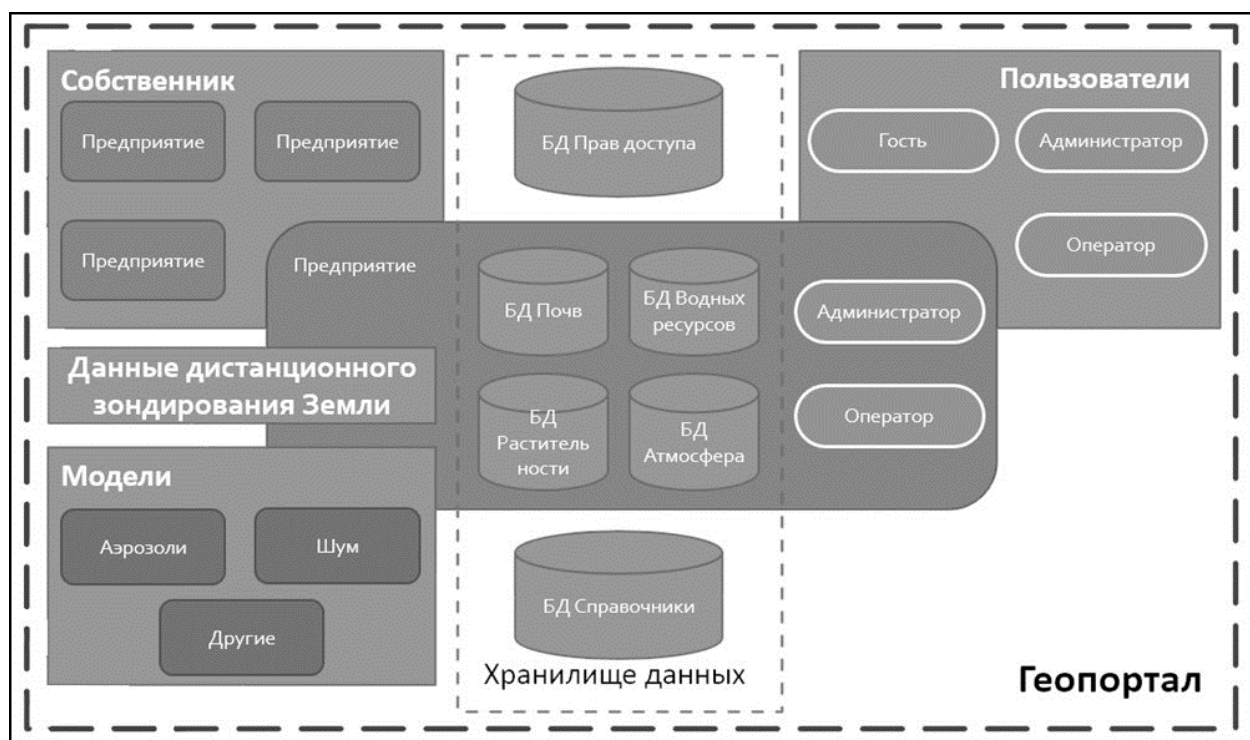 Собственник
Предприятие
Предприятие
Предприятие
Предприятие
Данные дистанционного
зондирования Земли
Модели
Аэрозоли
Шум
Другие
БД Прав доступа
БД Почв
БД Водных
ресурсов
БД
Раститель
ности
БД
Атмосфера
БД Справочники
Хранилище данных
Пользователи
Гость
Администратор
Оператор
Администратор
Оператор
Геопортал